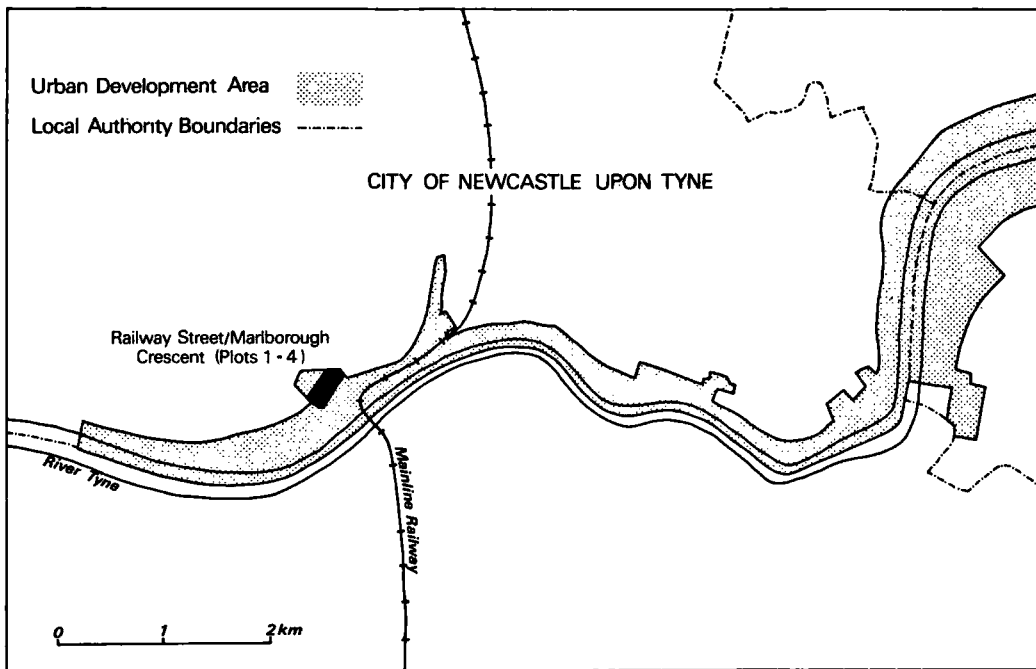 Urban Development Area
Local Authority Boundaries
CITY OF NEWCASTLE UPON TYNE
Railway Street/Marlborough
Crescent (Plots 1 - 4)
River Tyne
Mainline Railway
0 1 2km